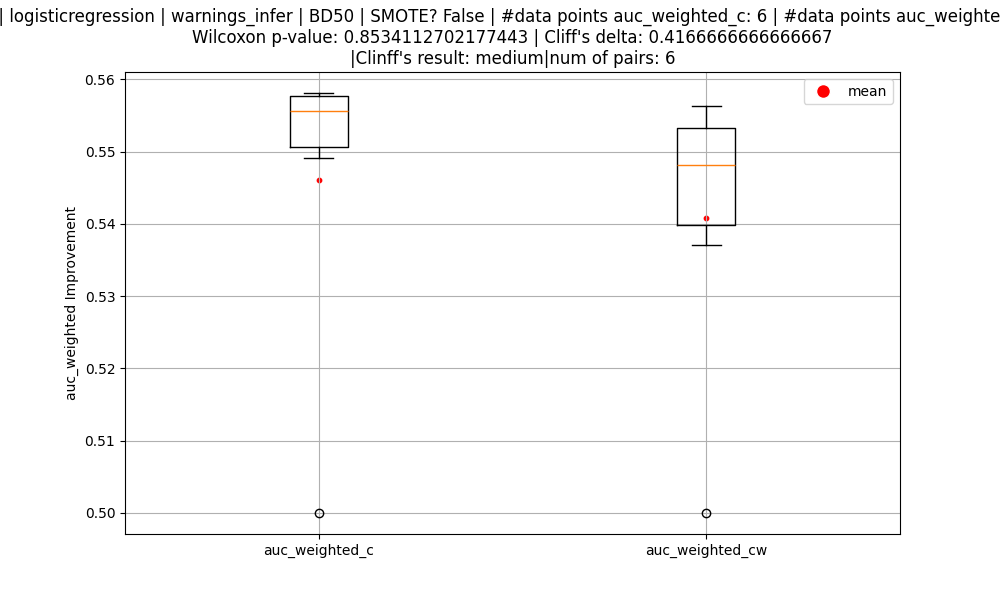 | logisticregression | warnings_infer | BD50 | SMOTE? False | #data points auc_weighted_c: 6 | #data points
Wilcoxon p-value: 0.8534112702177443 | Cliff's delta: 0.4166666666666667
|Clinff's result: medium|num of pairs: 6
mean
auc_weighted Improvement
0.56
0.55
0.54
0.53
0.52
0.51
0.50
auc_weighted_c
auc_weighted_cw